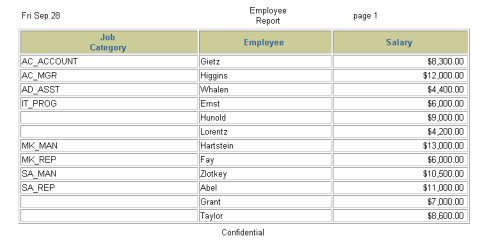 Fri Sep 28 Employee Report page 1
Job Category Employee Salary
AC_ACCOUNT Gietz $8,300.00
AC_MGR Higgins $12,000.00
AD_ASST Whalen $4,400.00
IT_PROG Ernst $6,000.00
Hunold $9,000.00
Lorentz $4,200.00
MK_MAN Hartstein $13,000.00
MK_REP Fay $6,000.00
SA_MAN Zlotkey $10,500.00
SA_REP Abel $11,000.00
Grant $7,000.00
Taylor $8,600.00
Confidential